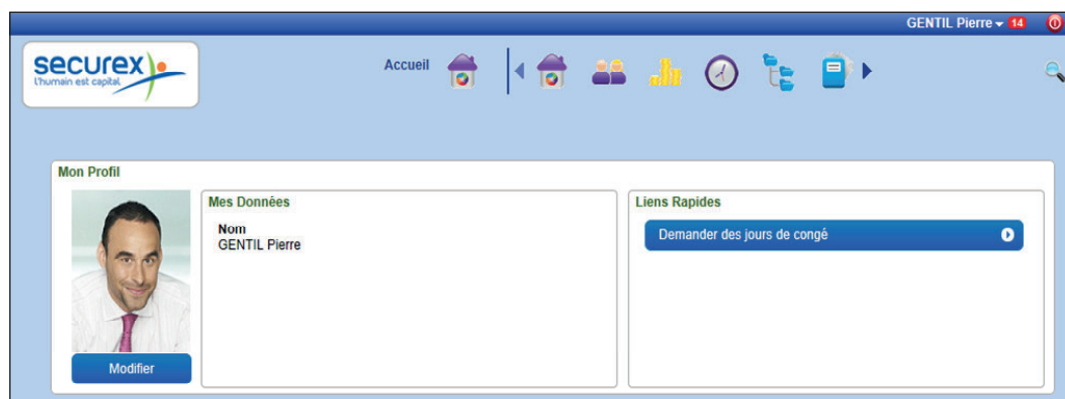 GENTIL Pierre 14
securex
L'humain est capital
Accueil
Mon Profil
Mes Données
Nom
GENTIL Pierre
Liens Rapides
Demander des jours de congé
Modifier